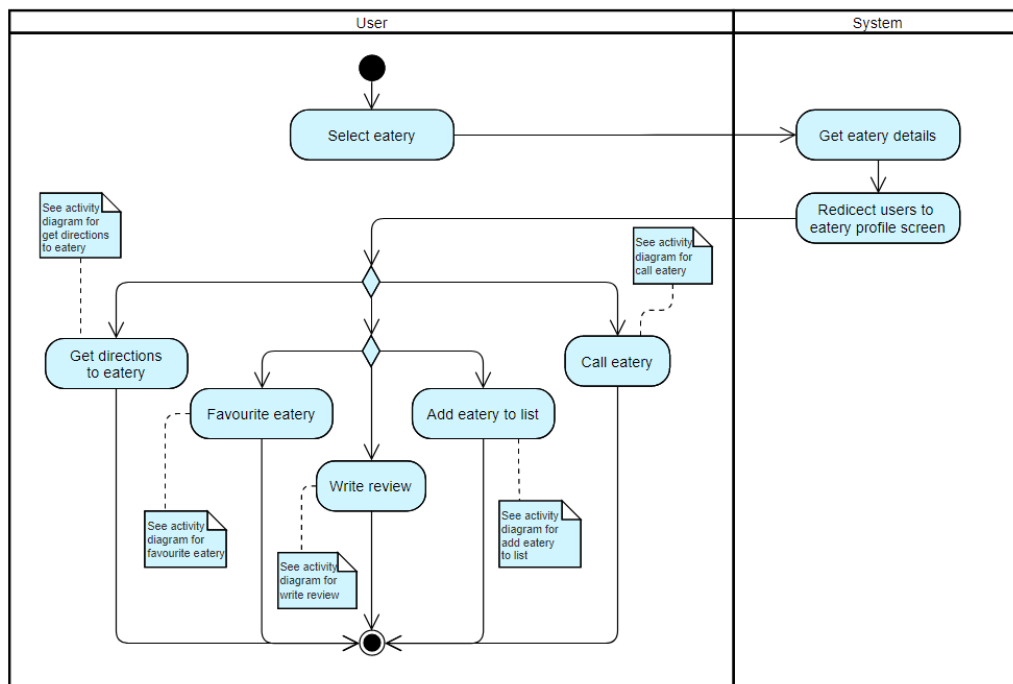 User
System
Select eatery
Get eatery details
See activity
diagram for
get directions
to eatery
Redicect users to
eatery profile screen
See activity
diagram for
call eatery
Get directions
to eatery
Call eatery
Favourite eatery
Add eatery to list
Write review
See activity
diagram for
favourite eatery
See activity
diagram for
add eatery
to list
See activity
diagram for
write review